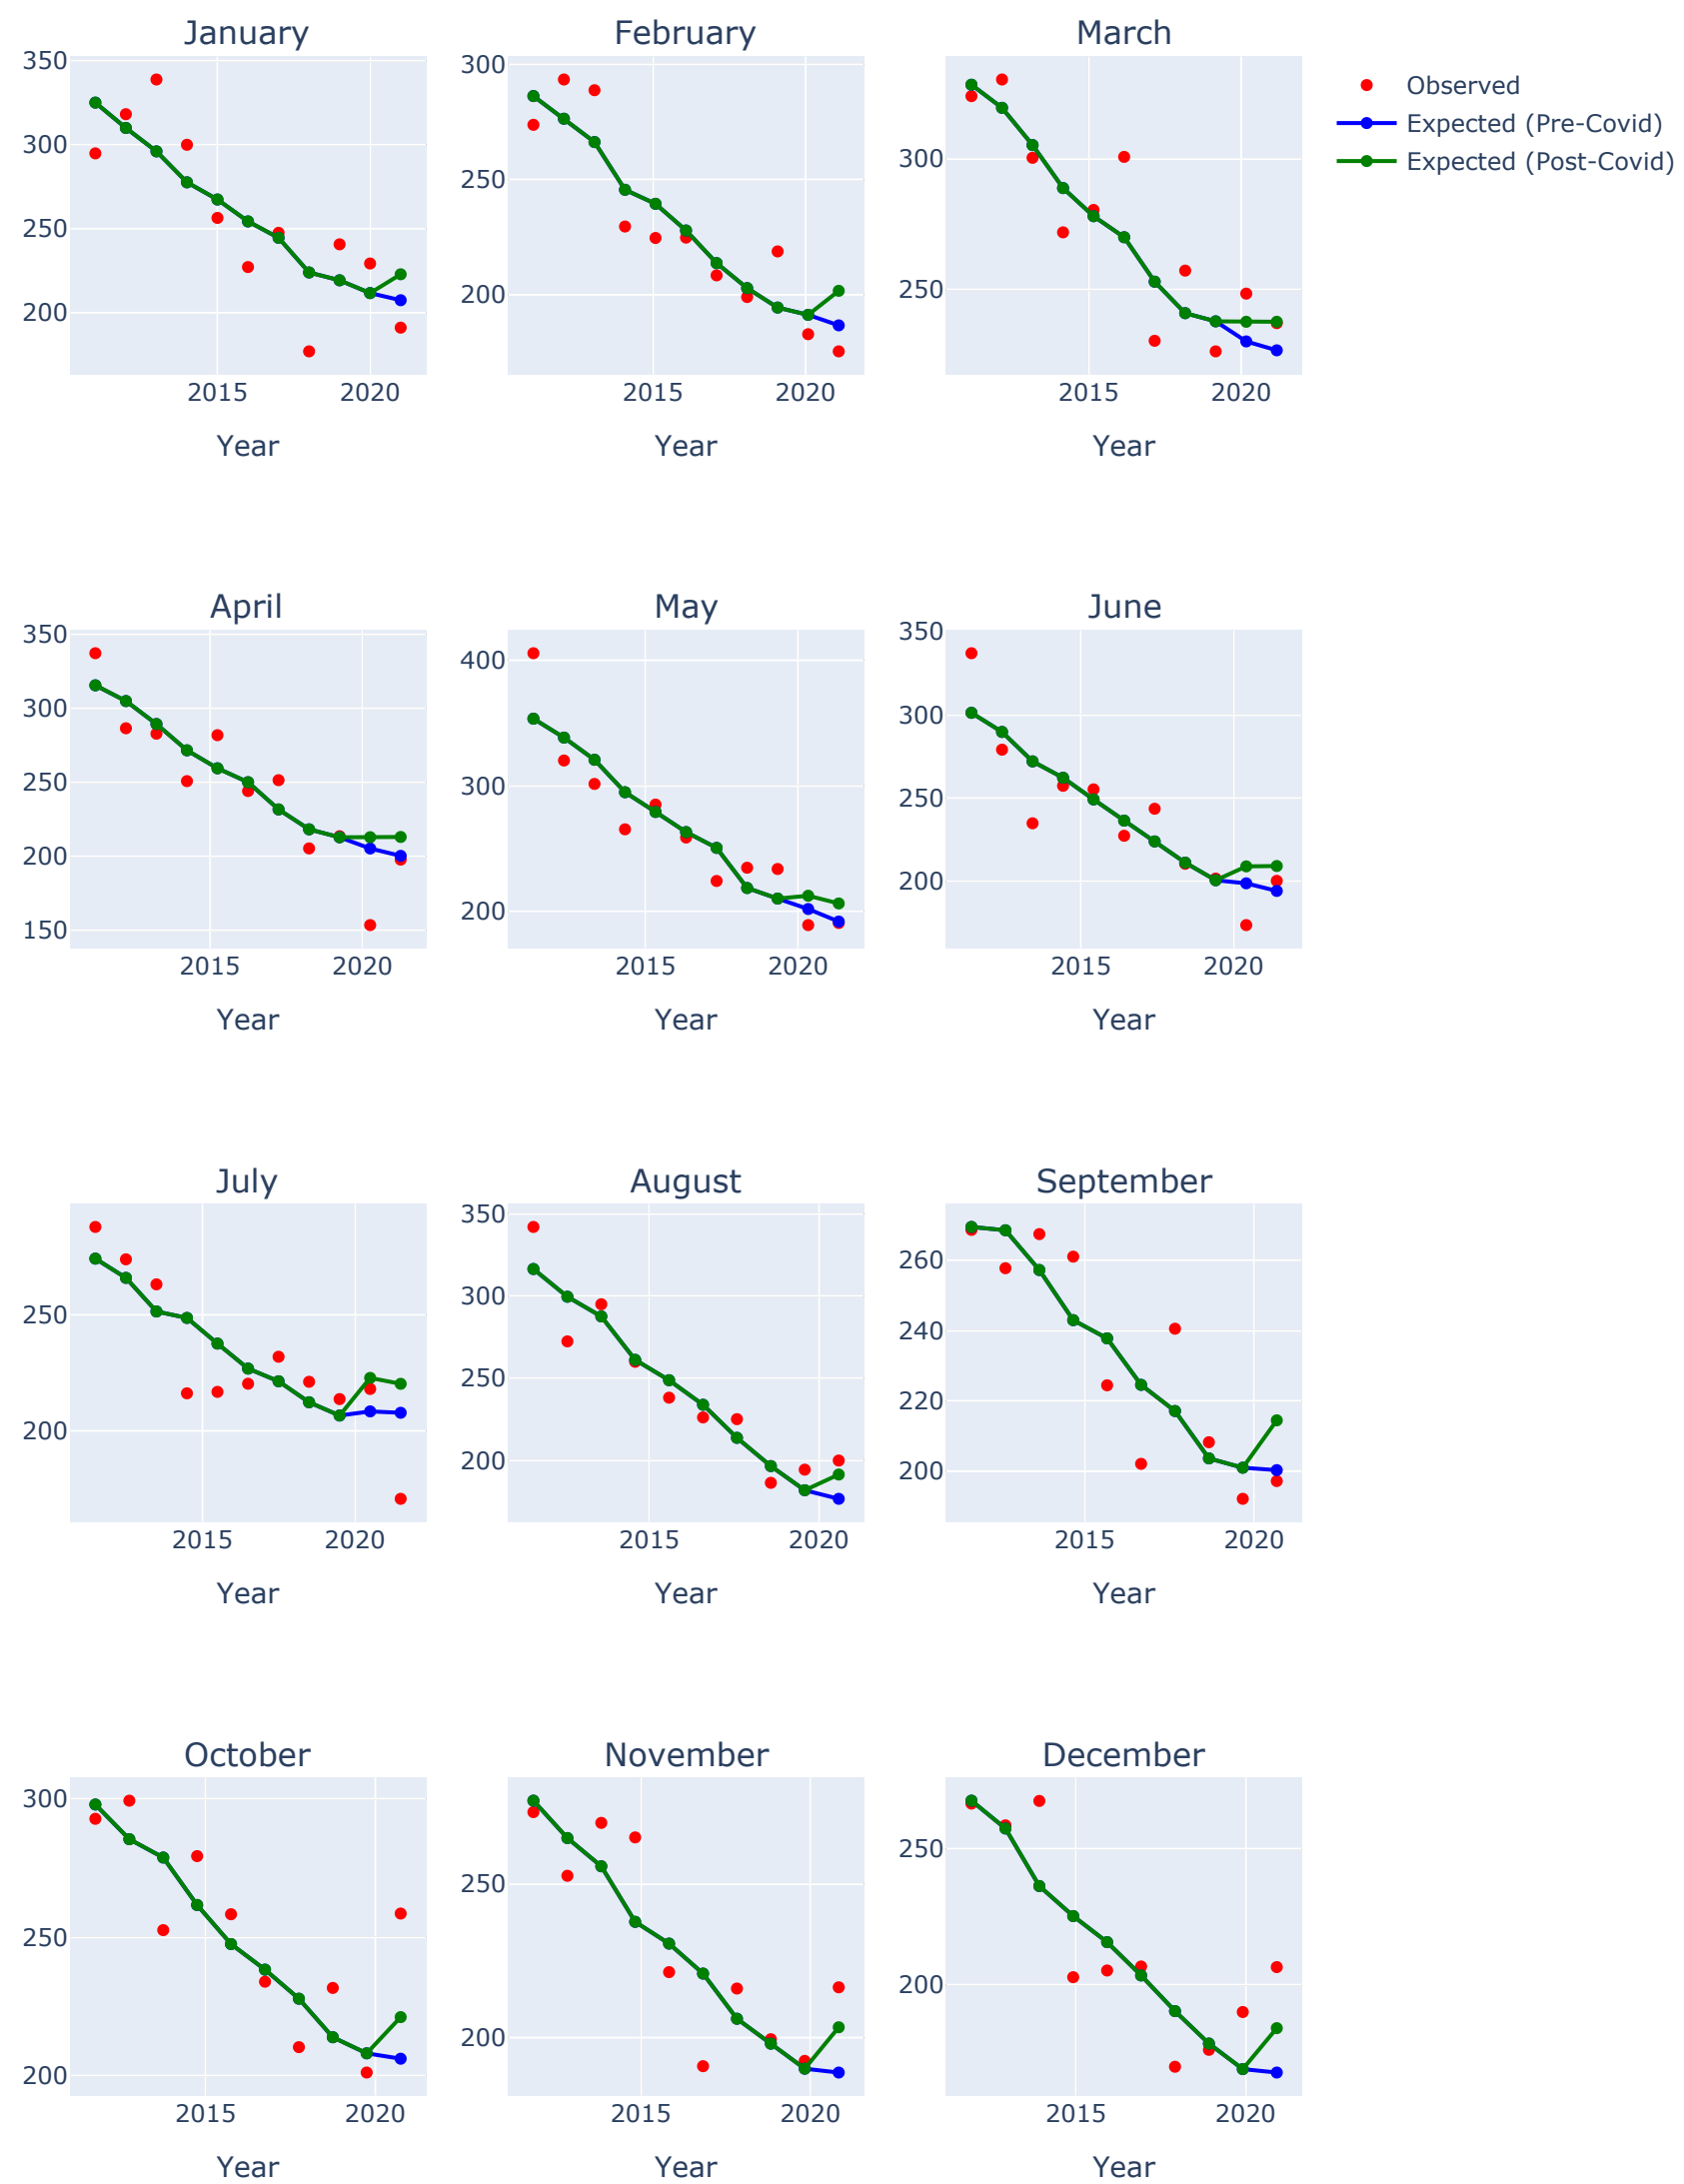 January February March
350
300
250
200
2015 2020
Year
300
250
200
2015 2020
Year
300
250
2015 2020
Year
Observed
Expected (Pre-Covid)
Expected (Post-Covid)
April May June
350
300
250
200
150
2015 2020
Year
400
300
200
2015 2020
Year
350
300
250
200
2015 2020
Year
July August September
250
200
2015 2020
Year
350
300
250
200
2015 2020
Year
260
240
220
200
2015 2020
Year
October November December
300
250
200
2015 2020
Year
250
200
2015 2020
Year
250
200
2015 2020
Year